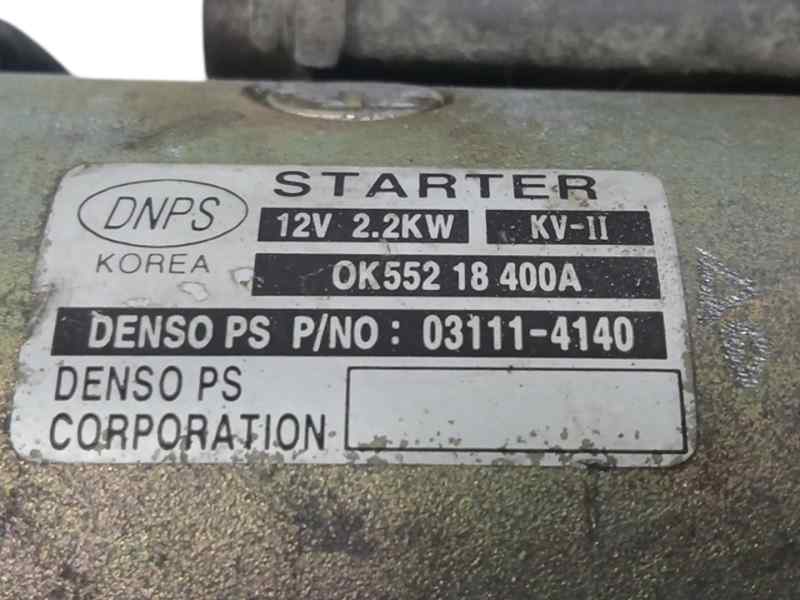 DNPS
KOREA
STARTER
12V 2.2KW KV-II
OK552 18 400A
DENSO PS P/NO : 03111-4140
DENSO PS
CORPORATION